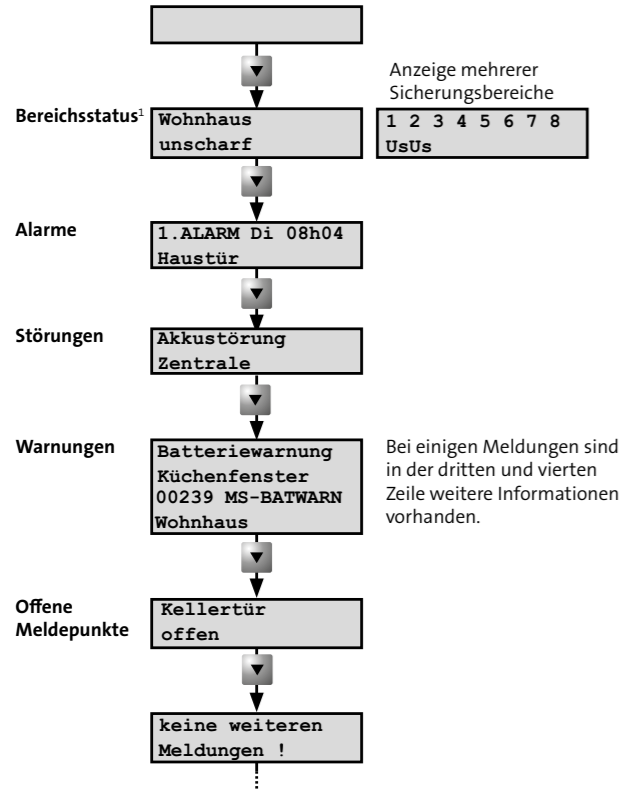 Anzeige mehrerer
Sicherungsbereiche
Bereichsstatus¹
Wohnhaus
unscharf
1 2 3 4 5 6 7 8
UsUs
Alarme
1.ALARM Di 08h04
Haustür
Störungen
Akkustörung
Zentrale
Warnungen
Batteriewarnung
Küchenfenster
00239 MS-BATWARN
Wohnhaus
Bei einigen Meldungen sind
in der dritten und vierten
Zeile weitere Informationen
vorhanden.
Offene
Meldepunkte
Kellertür
offen
keine weiteren
Meldungen !